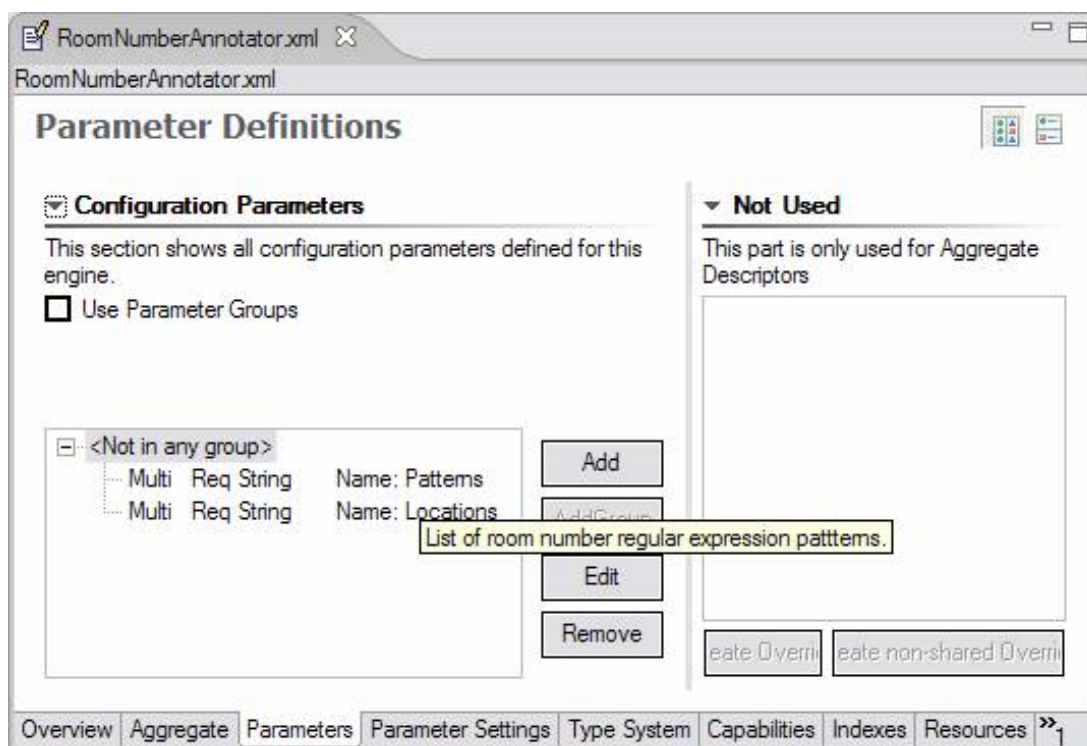 RoomNumberAnnotator.xml
RoomNumberAnnotator.xml
Parameter Definitions
Configuration Parameters
This section shows all configuration parameters defined for this
engine.
Use Parameter Groups
<Not in any group>
Multi Req String Name: Patterns
Multi Req String Name: Locations
List of room number regular expression pattterns.
Add
AddGroup
Edit
Remove
Not Used
This part is only used for Aggregate
Descriptors
eate Overri
eate non-shared Overri
Overview Aggregate Parameters Parameter Settings Type System Capabilities Indexes Resources »1